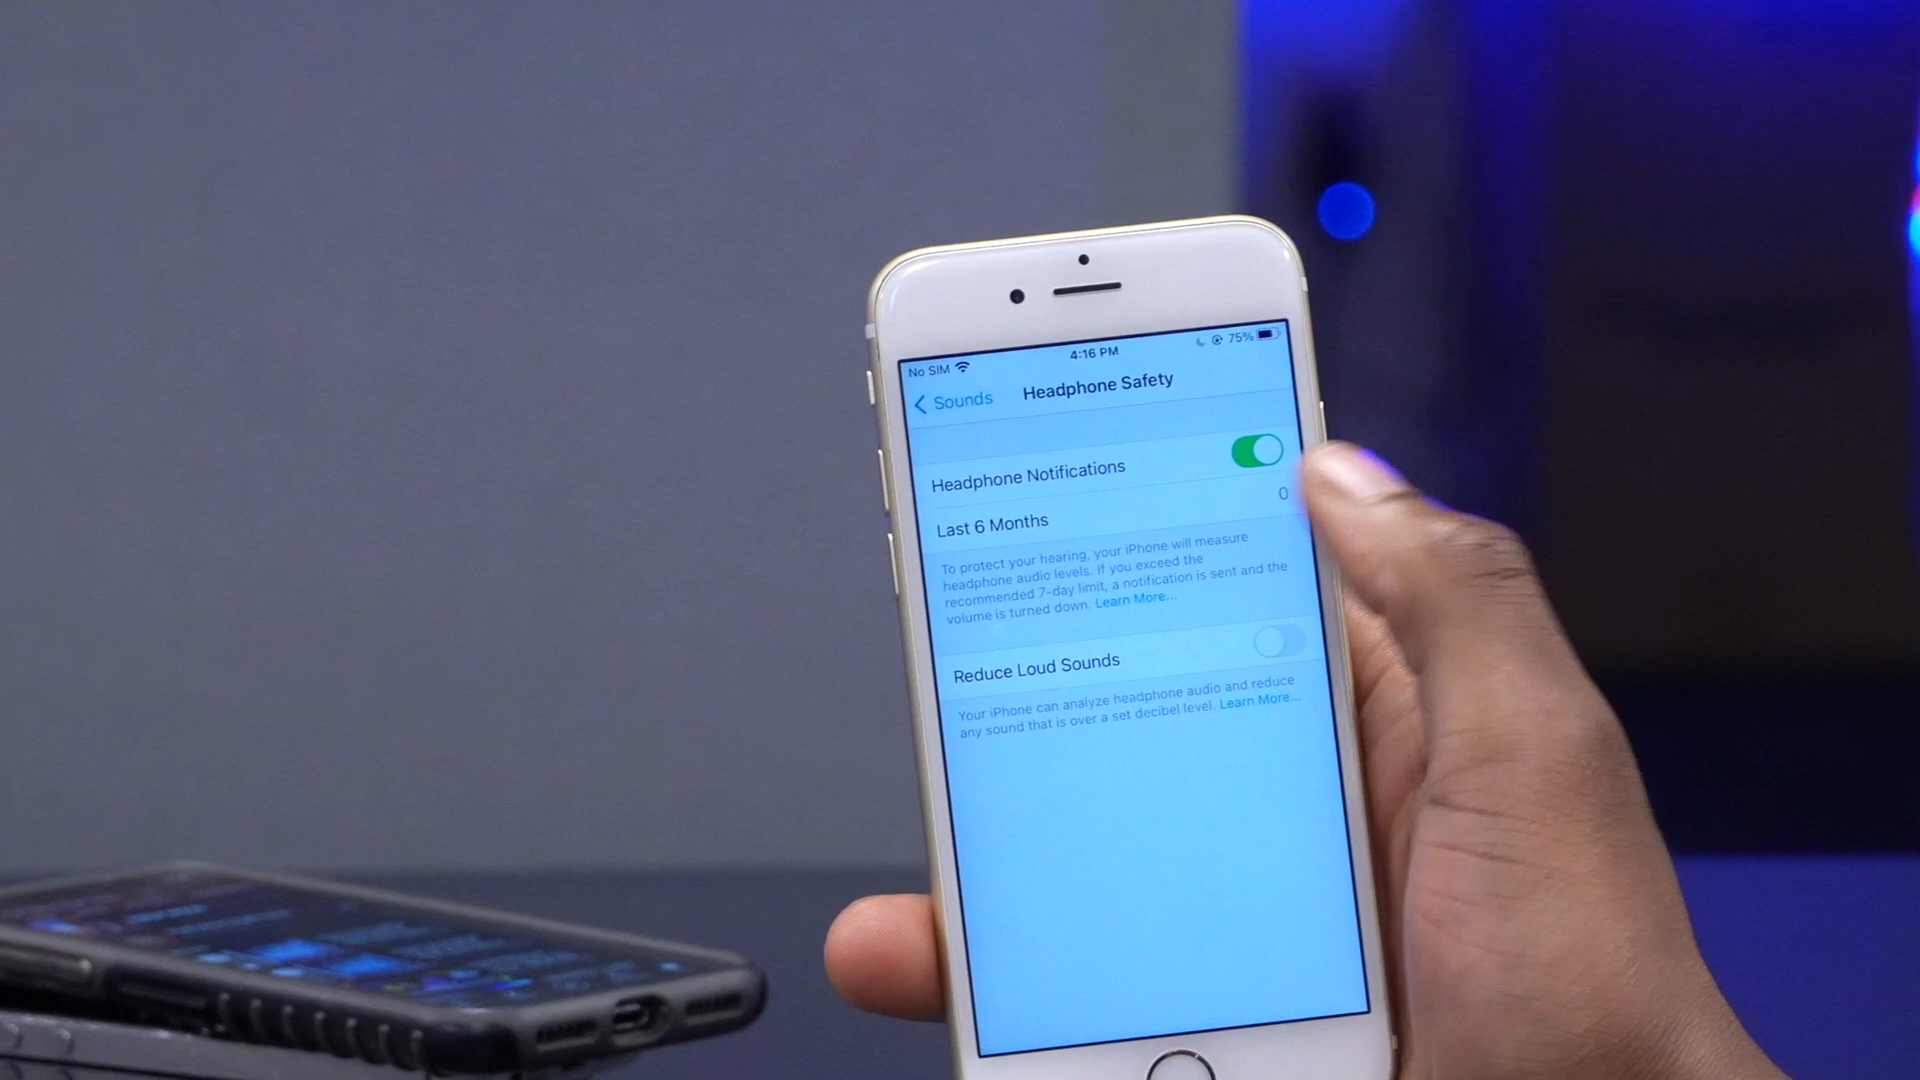 No SIM 4:16 PM 75%
Sounds Headphone Safety
Headphone Notifications
Last 6 Months 0
To protect your hearing, your iPhone will measure
headphone audio levels. If you exceed the
recommended 7-day limit, a notification is sent and the
volume is turned down. Learn More...
Reduce Loud Sounds
Your iPhone can analyze headphone audio and reduce
any sound that is over a set decibel level. Learn More...